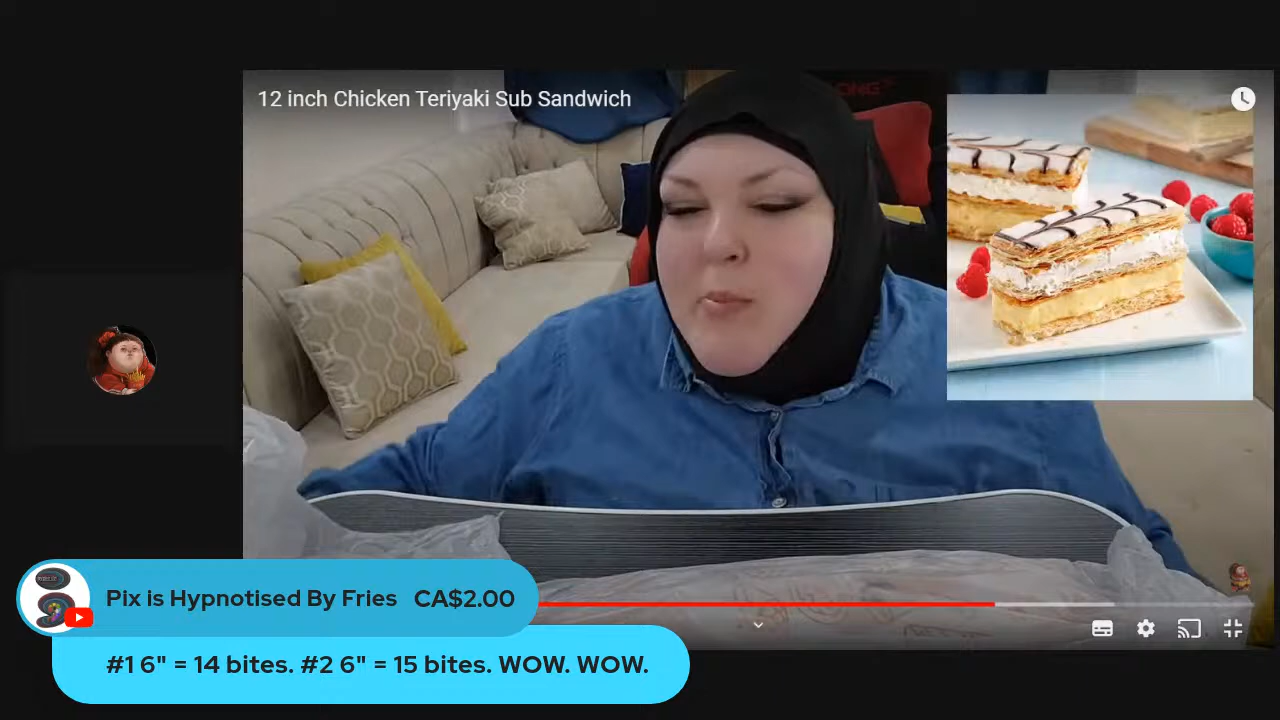 12 inch Chicken Teriyaki Sub Sandwich
Pix is Hypnotised By Fries CA$2.00
#1 6" = 14 bites. #2 6" = 15 bites. WOW. WOW.